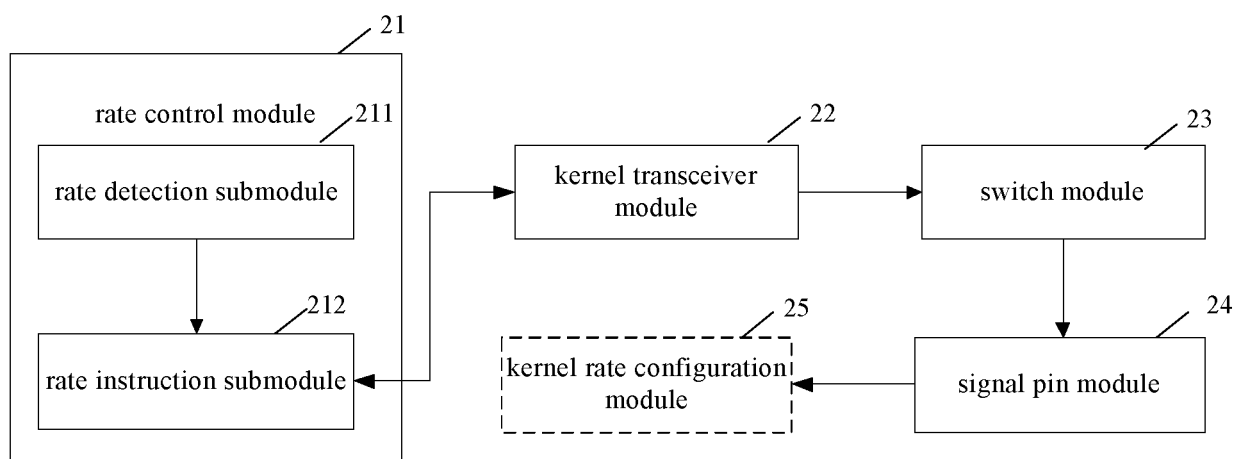 21
rate control module
211
rate detection submodule
212
rate instruction submodule
22
kernel transceiver
module
23
switch module
24
signal pin module
25
kernel rate configuration
module